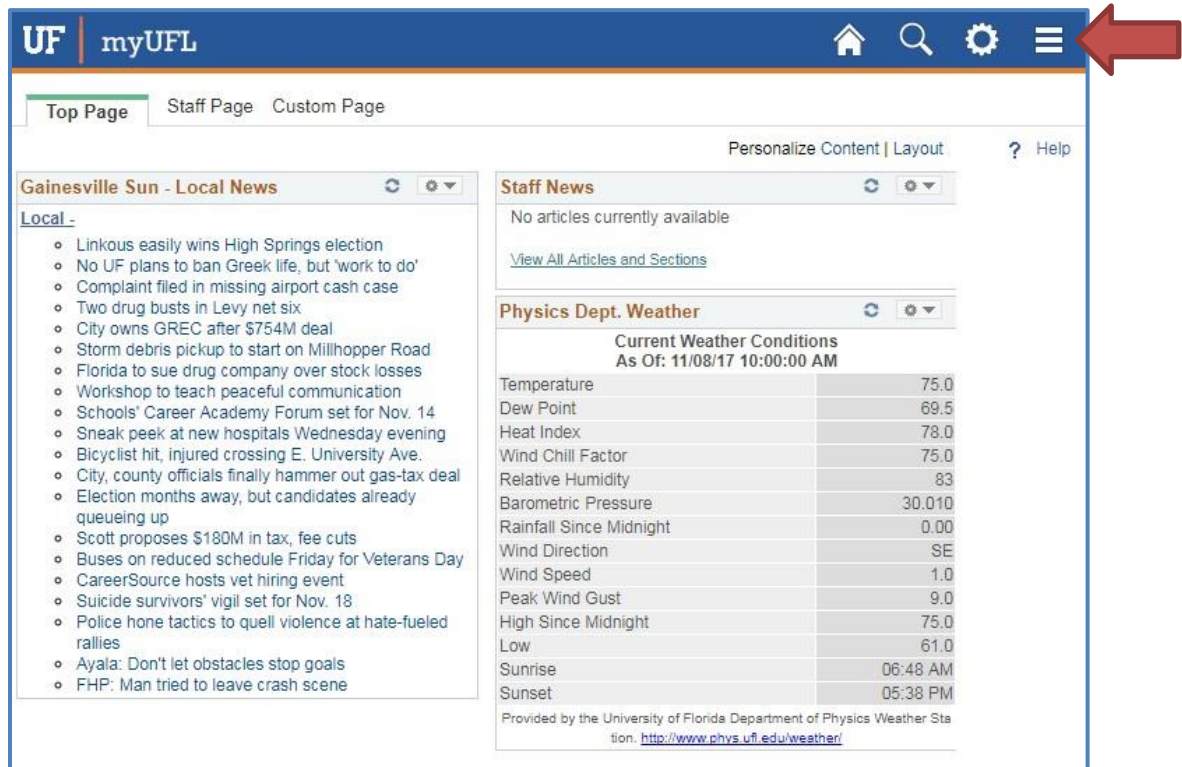 UF myUFL
Top Page Staff Page Custom Page
Personalize Content | Layout ? Help
Gainesville Sun - Local News
Local -
Linkous easily wins High Springs election
No UF plans to ban Greek life, but 'work to do'
Complaint filed in missing airport cash case
Two drug busts in Levy net six
City owns GREC after $754M deal
Storm debris pickup to start on Millhopper Road
Florida to sue drug company over stock losses
Workshop to teach peaceful communication
Schools' Career Academy Forum set for Nov. 14
Sneak peek at new hospitals Wednesday evening
Bicyclist hit, injured crossing E. University Ave.
City, county officials finally hammer out gas-tax deal
Election months away, but candidates already
queueing up
Scott proposes $180M in tax, fee cuts
Buses on reduced schedule Friday for Veterans Day
CareerSource hosts vet hiring event
Suicide survivors' vigil set for Nov. 18
Police hone tactics to quell violence at hate-fueled
rallies
Ayala: Don't let obstacles stop goals
FHP: Man tried to leave crash scene
Staff News
No articles currently available
View All Articles and Sections
Physics Dept. Weather
Current Weather Conditions
As Of: 11/08/17 10:00:00 AM
Temperature 75.0
Dew Point 69.5
Heat Index 78.0
Wind Chill Factor 75.0
Relative Humidity 83
Barometric Pressure 30.010
Rainfall Since Midnight 0.00
Wind Direction SE
Wind Speed 1.0
Peak Wind Gust 9.0
High Since Midnight 75.0
Low 61.0
Sunrise 06:48 AM
Sunset 05:38 PM
Provided by the University of Florida Department of Physics Weather Sta
tion. http://www.phys.ufl.edu/weather/